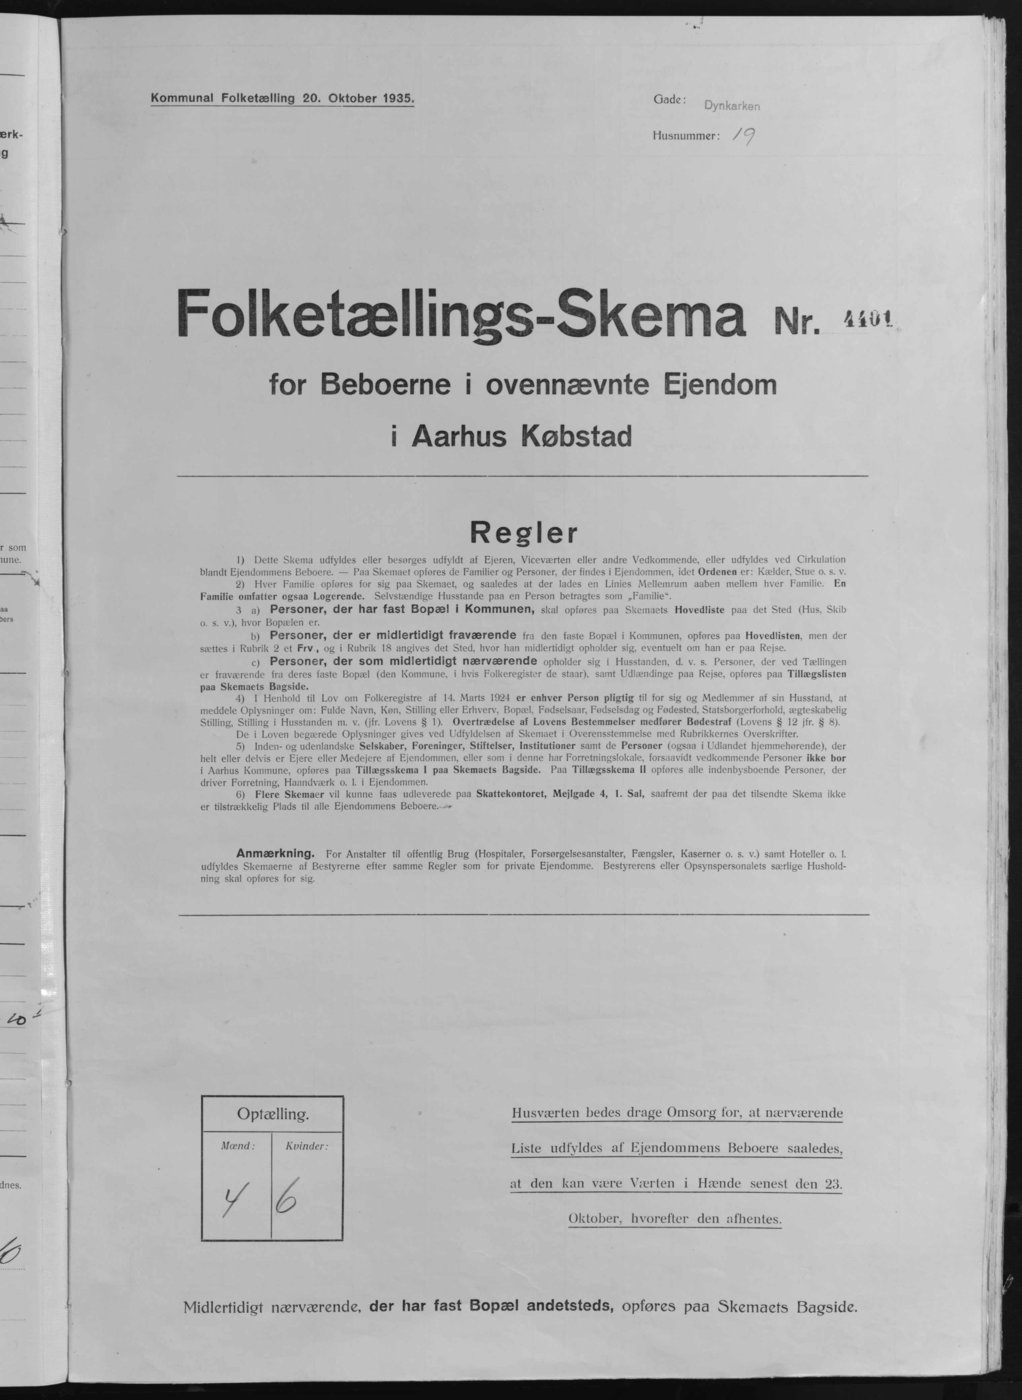 Kommunal Folketælling 20. Oktober 1935.
Gade: Dynkarken
Husnummer: 19
Folketællings-Skema Nr. 4401
for Beboerne i ovennævnte Ejendom
i Aarhus Købstad
Regler
1) Dette Skema udfyldes eller besørges udfyldt af Ejeren, Viceværten eller andre Vedkommende, eller udfyldes ved Cirkulation
blandt Ejendommens Beboere. — Paa Skemaet opføres de Familier og Personer, der findes i Ejendommen, idet Ordenen er: Kælder, Stue o. s. v.
2) Hver Familie opføres for sig paa Skemaet, og saaledes at der lades en Linies Mellemrum aaben mellem hver Familie. En
Familie omfatter ogsaa Logerende. Selvstændige Husstande paa en Person betragtes som „Familie“.
3 a) Personer, der har fast Bopæl i Kommunen, skal opføres paa Skemaets Hovedliste paa det Sted (Hus, Skib
o. s. v.), hvor Bopælen er.
b) Personer, der er midlertidigt fraværende fra den faste Bopæl i Kommunen, opføres paa Hovedlisten, men der
sættes i Rubrik 2 et Frv., og i Rubrik 18 angives det Sted, hvor han midlertidigt opholder sig, eventuelt om han er paa Rejse.
c) Personer, der som midlertidigt nærværende opholder sig i Husstanden, d. v. s. Personer, der ved Tællingen
er fraværende fra deres faste Bopæl (den Kommune, i hvis Folkeregister de staar), samt Udlændinge paa Rejse, opføres paa Tillægslisten
paa Skemaets Bagside.
4) I Henhold til Lov om Folkeregistre af 14. Marts 1924 er enhver Person pligtig til for sig og Medlemmer af sin Husstand, at
meddele Oplysninger om: Fulde Navn, Køn, Stilling eller Erhverv, Bopæl, Fødselsaar, Fødselsdag og Fødested, Statsborgerforhold, ægteskabelig
Stilling, Stilling i Husstanden m. v. (jfr. Lovens § 1). Overtrædelse af Lovens Bestemmelser medfører Bødestraf (Lovens § 12 jfr. § 8).
De i Loven begærede Oplysninger gives ved Udfyldelsen af Skemaet i Overensstemmelse med Rubrikkernes Overskrifter.
5) Inden- og udenlandske Selskaber, Foreninger, Stiftelser, Institutioner samt de Personer (ogsaa i Udlandet hjemmehørende), der
helt eller delvis er Ejere eller Medejere af Ejendommen, eller som i denne har Forretningslokale, forsaavidt vedkommende Personer ikke bor
i Aarhus Kommune, opføres paa Tillægsskema I paa Skemaets Bagside. Paa Tillægsskema II opføres alle indenbysboende Personer, der
driver Forretning, Haandværk o. l. i Ejendommen.
6) Flere Skemaer vil kunne faas udleverede paa Skattekontoret, Mejlgade 4, 1. Sal, saafremt der paa det tilsendte Skema ikke
er tilstrækkelig Plads til alle Ejendommens Beboere.
Anmærkning. For Anstalter til offentlig Brug (Hospitaler, Forsørgelsesanstalter, Fængsler, Kaserner o. s. v.) samt Hoteller o. l.
udfyldes Skemaerne af Bestyrerne efter samme Regler som for private Ejendomme. Bestyrerens eller Opsynspersonalets særlige Hushold-
ning skal opføres for sig.
Optælling.
Mænd: Kvinder:
4 6
Husværten bedes drage Omsorg for, at nærværende
Liste udfyldes af Ejendommens Beboere saaledes,
at den kan være Værten i Hænde senest den 23.
Oktober, hvorefter den afhentes.
Midlertidigt nærværende, der har fast Bopæl andetsteds, opføres paa Skemaets Bagside.